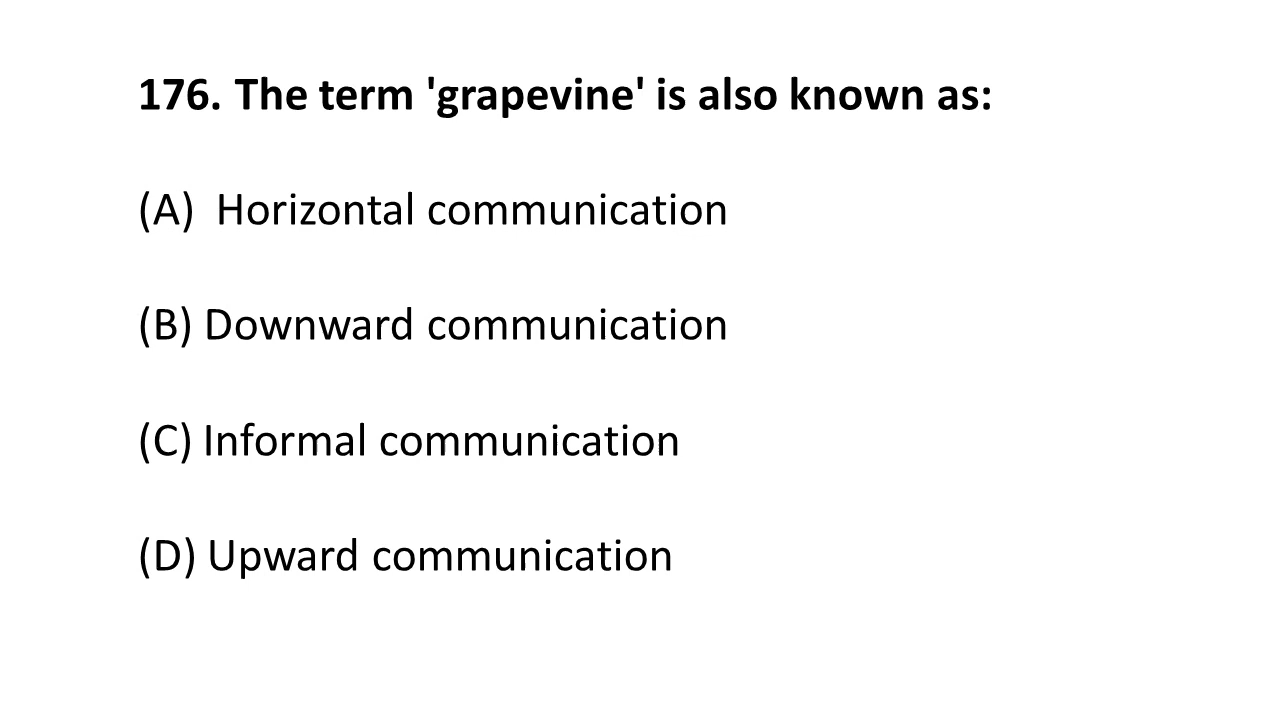 176. The term 'grapevine' is also known as:
(A) Horizontal communication
(B) Downward communication
(C) Informal communication
(D) Upward communication